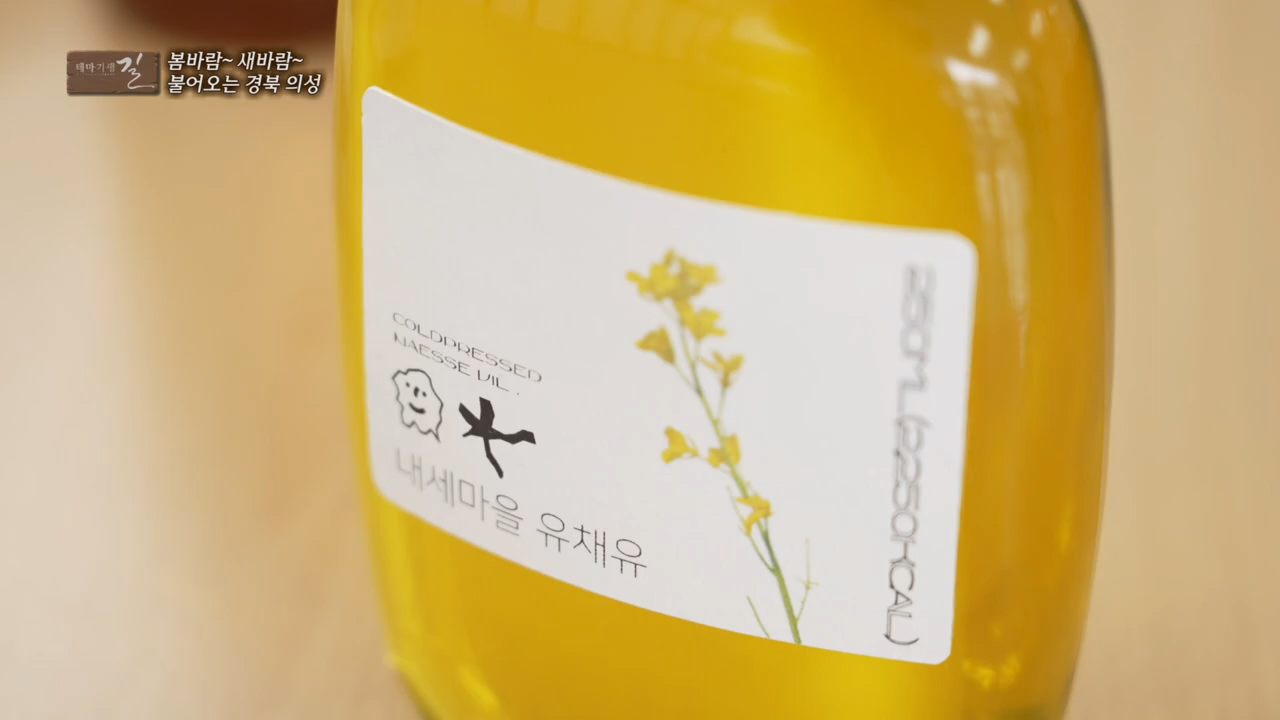 테마기행 길
봄바람~ 새바람~
불어오는 경북 의성
COLDPRESSED
NAESSE VIL.
내세마을 유채유
250ML (2250KCAL)